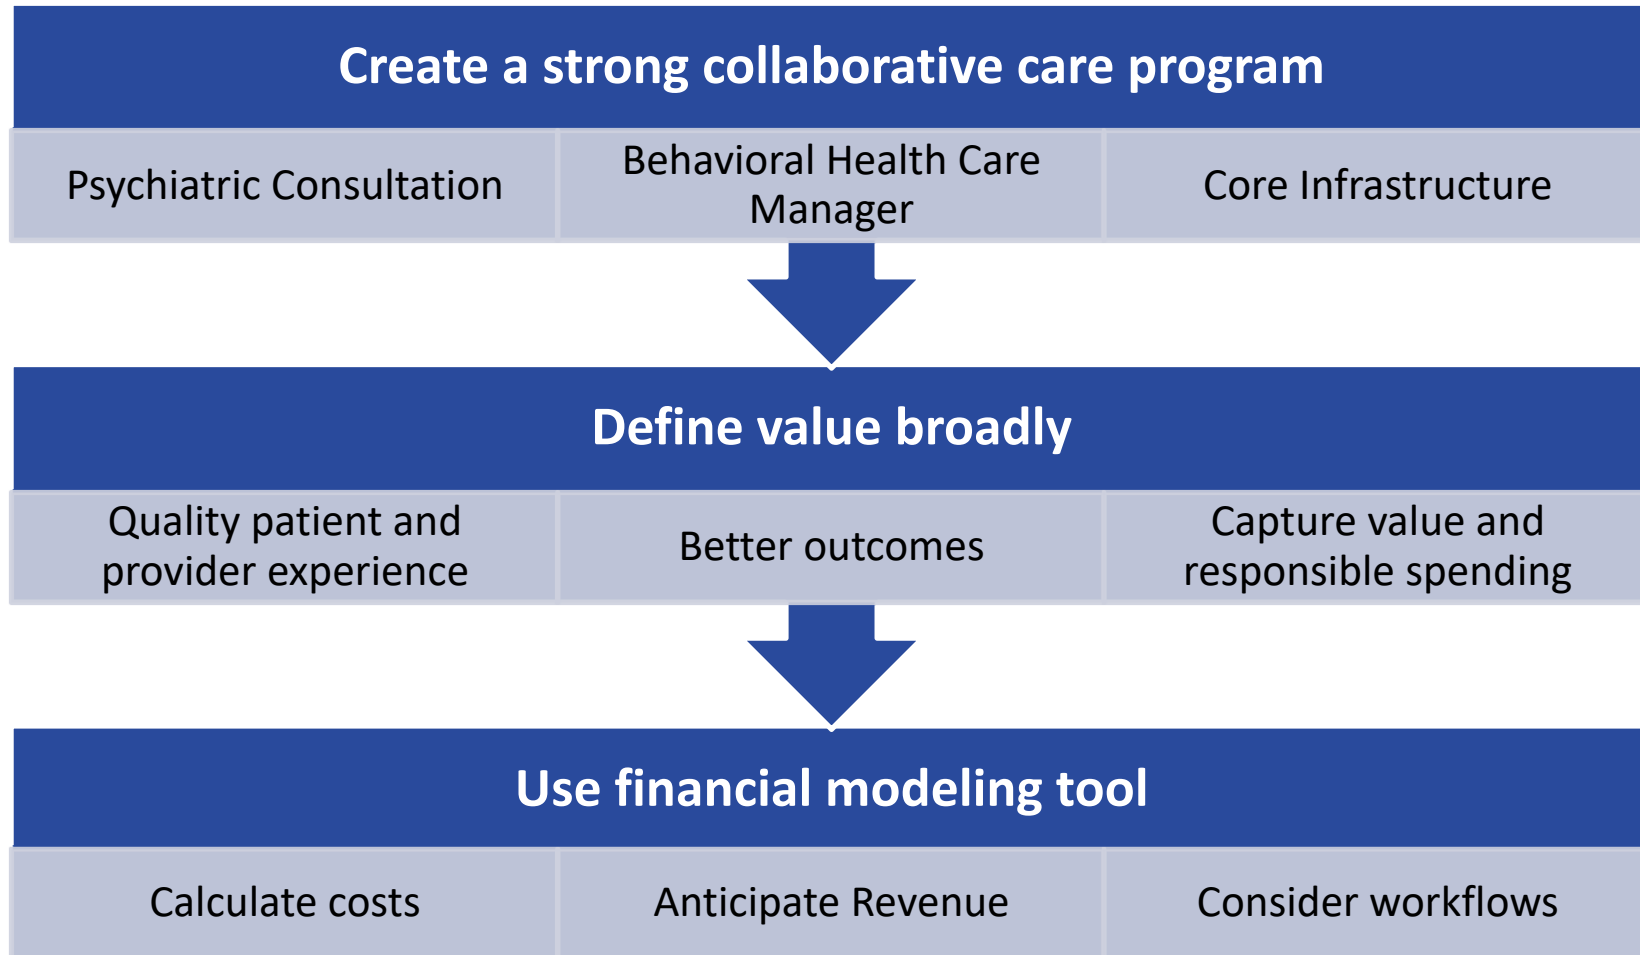 Create a strong collaborative care program
Psychiatric Consultation
Behavioral Health Care
Manager
Core Infrastructure
Define value broadly
Quality patient and
provider experience
Better outcomes
Capture value and
responsible spending
Use financial modeling tool
Calculate costs
Anticipate Revenue
Consider workflows